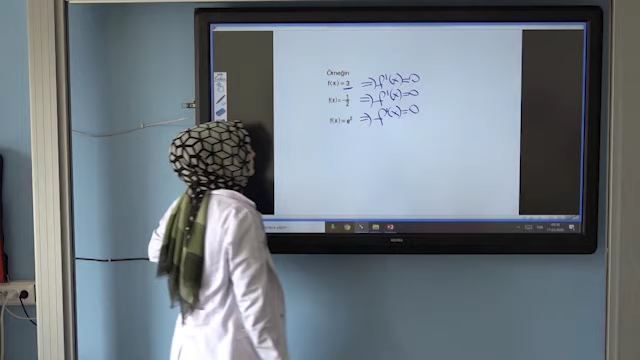 Örneğin
f(x) = 3 ⇒ f'(x) = 0
f(x) = 1/2 ⇒ f'(x) = 0
f(x) = e² ⇒ f'(x) = 0